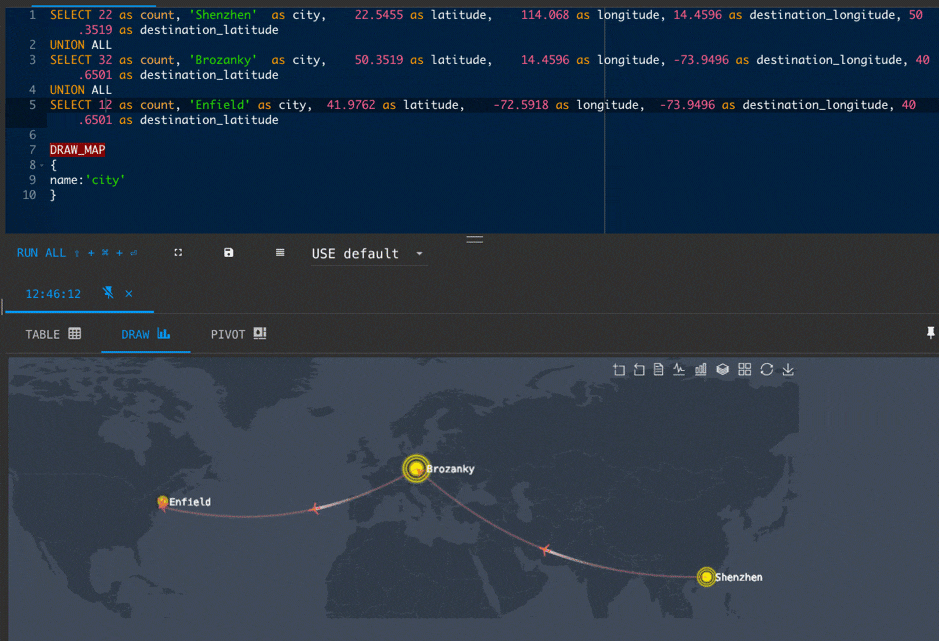 1 SELECT 22 as count, 'Shenzhen' as city, 22.5455 as latitude, 114.068 as longitude, 14.4596 as destination_longitude, 50
.3519 as destination_latitude
2 UNION ALL
3 SELECT 32 as count, 'Brozanky' as city, 50.3519 as latitude, 14.4596 as longitude, -73.9496 as destination_longitude, 40
.6501 as destination_latitude
4 UNION ALL
5 SELECT 12 as count, 'Enfield' as city, 41.9762 as latitude, -72.5918 as longitude, -73.9496 as destination_longitude, 40
.6501 as destination_latitude
6
7 DRAW_MAP
8 {
9 name:'city'
10 }
RUN ALL ⇧ + ⌘ + ⏎ USE default
12:46:12 ×
TABLE DRAW PIVOT
Brozanky
Enfield
Shenzhen